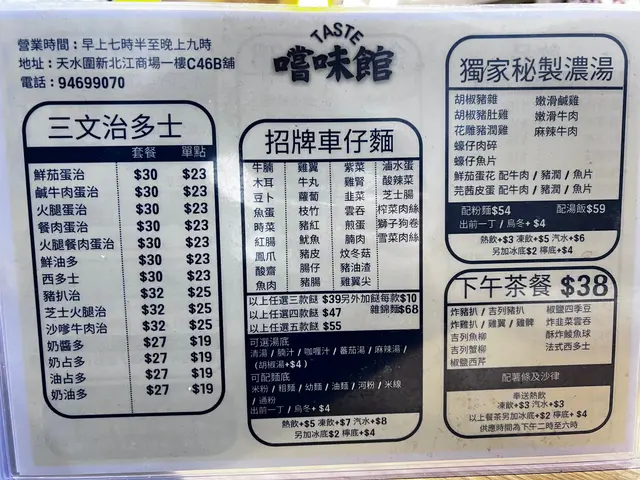 營業時間：早上七時半至晚上九時
地址：天水圍新北江商場一樓C46B舖
電話：94699070
TASTE
嚐味館
三文治多士
套餐 單點
鮮茄蛋治 $30 $23
鹹牛肉蛋治 $30 $23
火腿蛋治 $30 $23
餐肉蛋治 $30 $23
火腿餐肉蛋治 $30 $23
鮮油多 $30 $23
西多士 $30 $23
豬扒治 $32 $25
芝士火腿治 $32 $25
沙嗲牛肉治 $32 $25
奶醬多 $27 $19
奶占多 $27 $19
油占多 $27 $19
奶油多 $27 $19
招牌車仔麵
牛腩 雞翼 紫菜 滷水蛋
木耳 牛丸 雞腎 酸辣菜
豆卜 蘿蔔 韭菜 芝士腸
魚蛋 枝竹 雲吞 榨菜肉絲
時菜 豬紅 煎蛋 獅子狗卷
紅腸 魷魚 腩肉 雪菜肉絲
鳳爪 豬皮 炆冬菇
酸齋 腸仔 豬油渣
魚肉 豬腸 雞翼尖
以上任選三款餸 $39另外加餸每款$10
以上任選四款餸 $47 雜錦麵$68
以上任選五款餸 $55
可選湯底
清湯 / 腩汁 / 咖喱汁 / 蕃茄湯 / 麻辣湯 /
(胡椒湯+$4 )
可配麵底
米粉 / 粗麵 / 幼麵 / 油麵 / 河粉 / 米線
/ 通粉
出前一丁 / 烏冬+ $4
熱飲+$5 凍飲+$7 汽水+$8
另加冰底+$2 檸底+$4
獨家秘製濃湯
胡椒豬雜 嫩滑鹹雞
胡椒豬肚雞 嫩滑牛肉
花雕豬潤雞 麻辣牛肉
蠔仔肉碎
蠔仔魚片
鮮茄蛋花 配牛肉 / 豬潤 / 魚片
芫茜皮蛋 配牛肉 / 豬潤 / 魚片
配粉麵$54 配湯飯$59
出前一丁 / 烏冬+ $4
熱飲+$3 凍飲+$5 汽水+$6
另加冰底+$2 檸底+$4
下午茶餐 $38
炸豬扒 / 吉列豬扒 椒鹽四季豆
炸雞扒 / 雞翼 / 雞髀 炸韭菜雲吞
吉列魚柳 酥炸鯪魚球
吉列蟹柳 法式西多士
椒鹽西芹
配薯條及沙律
奉送熱飲
凍飲+$3 汽水+$3
以上餐茶另加冰底+$2 檸底+ $4
供應時間為下午二時至六時